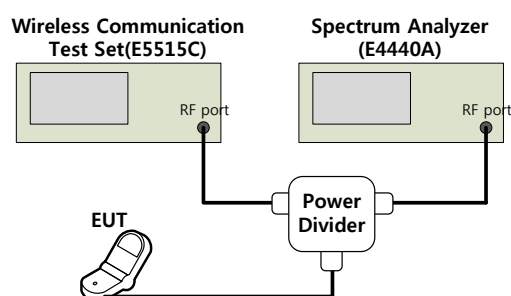 Wireless Communication
Test Set(E5515C)
Spectrum Analyzer
(E4440A)
RF port
RF port
Power
Divider
EUT